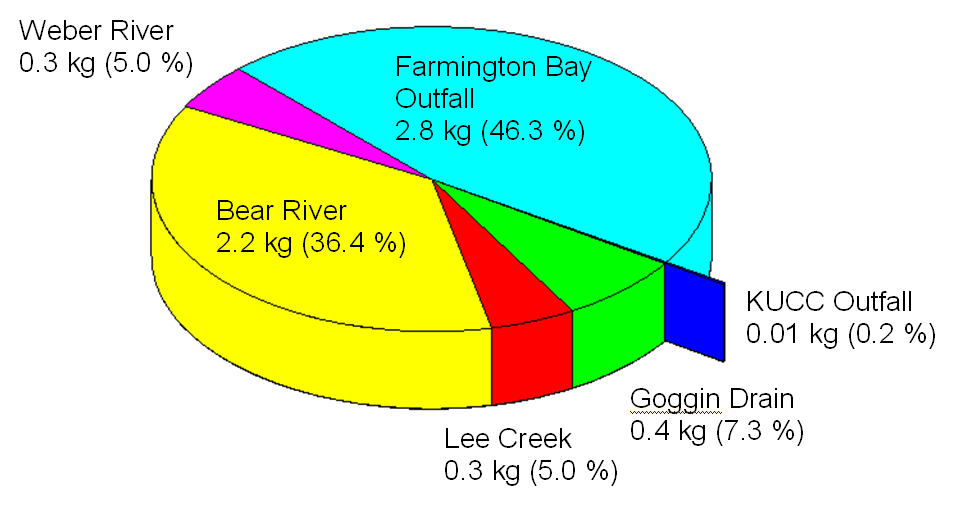 Weber River
0.3 kg (5.0 %)
Farmington Bay
Outfall
2.8 kg (46.3 %)
Bear River
2.2 kg (36.4 %)
KUCC Outfall
0.01 kg (0.2 %)
Goggin Drain
0.4 kg (7.3 %)
Lee Creek
0.3 kg (5.0 %)